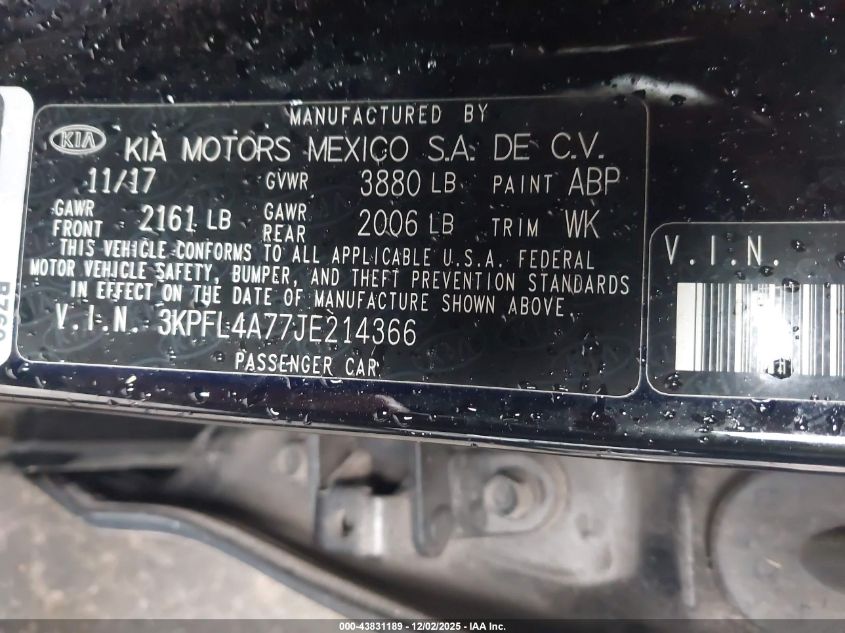 MANUFACTURED BY
KIA KIA MOTORS MEXICO S.A. DE C.V.
11/17 GVWR 3880 LB PAINT ABP
GAWR FRONT 2161 LB GAWR REAR 2006 LB TRIM WK
THIS VEHICLE CONFORMS TO ALL APPLICABLE U.S.A. FEDERAL
MOTOR VEHICLE SAFETY, BUMPER, AND THEFT PREVENTION STANDARDS
IN EFFECT ON THE DATE OF MANUFACTURE SHOWN ABOVE.
V.I.N. 3KPFL4A77JE214366
PASSENGER CAR
V.I.N.
000-43831189 - 12/02/2025 - IAA Inc.